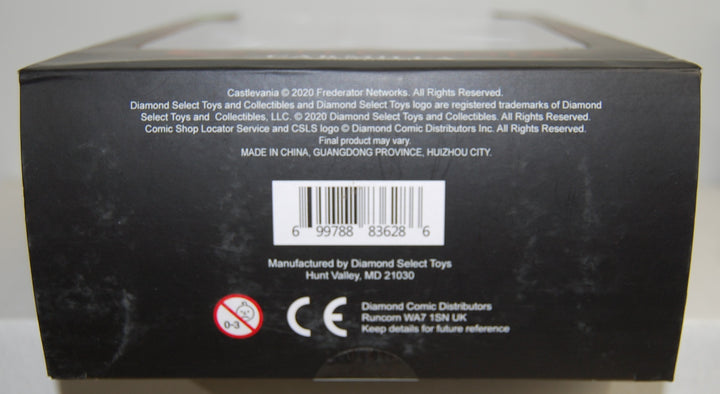 Castlevania © 2020 Frederator Networks. All Rights Reserved.
Diamond Select Toys and Collectibles and Diamond Select Toys logo are registered trademarks of Diamond
Select Toys and Collectibles, LLC. © 2020 Diamond Select Toys and Collectibles. All Rights Reserved.
Comic Shop Locator Service and CSLS logo © Diamond Comic Distributors Inc. All Rights Reserved.
Final product may vary.
MADE IN CHINA, GUANGDONG PROVINCE, HUIZHOU CITY.
6 99788 83628 6
Manufactured by Diamond Select Toys
Hunt Valley, MD 21030
0-3
CE
Diamond Comic Distributors
Runcorn WA7 1SN UK
Keep details for future reference